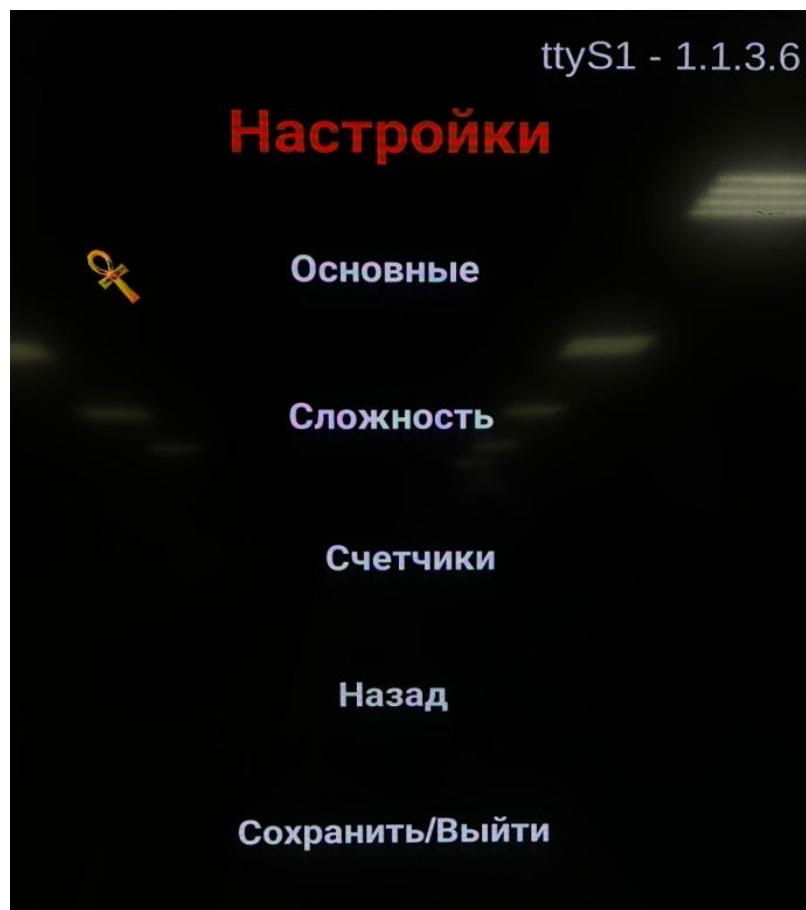 ttyS1 - 1.1.3.6
Настройки
Основные
Сложность
Счетчики
Назад
Сохранить/Выйти